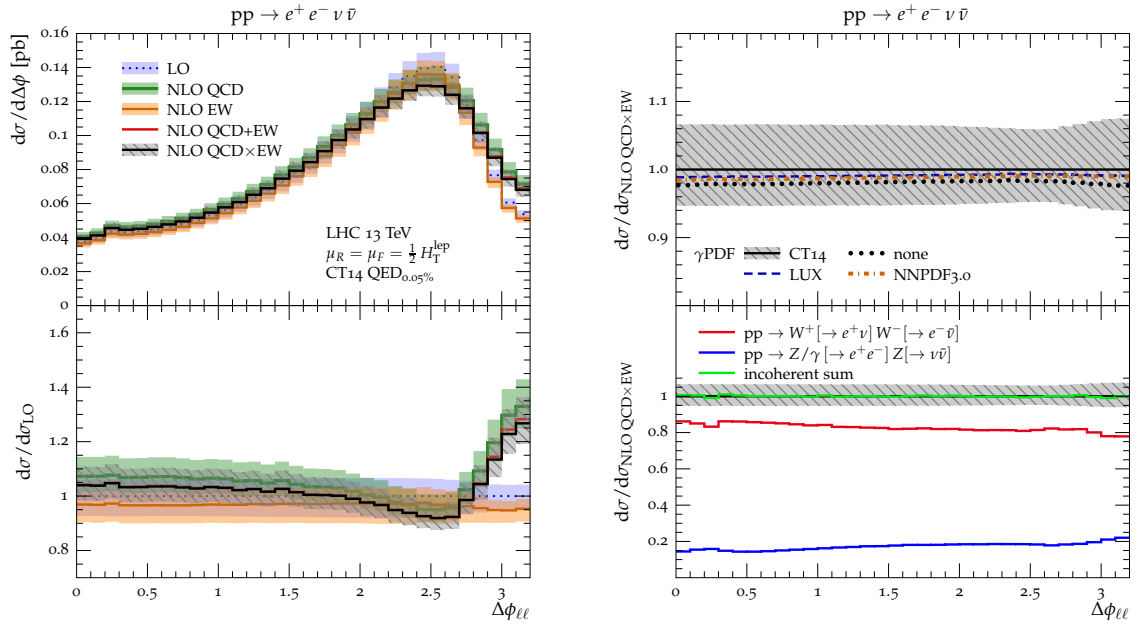 pp → e⁺ e⁻ ν ν̄
dσ/dΔϕ [pb]
0.16
0.14
0.12
0.1
0.08
0.06
0.04
0.02
0
LO
NLO QCD
NLO EW
NLO QCD+EW
NLO QCD×EW
LHC 13 TeV
μ_R = μ_F = ½ H_T^lep
CT14 QED_0.05%
dσ/dσ_LO
1.6
1.4
1.2
1
0.8
0 0.5 1 1.5 2 2.5 3
Δϕ_ℓℓ
pp → e⁺ e⁻ ν ν̄
dσ/dσ_NLO QCD×EW
1.1
1.0
0.9
γPDF
CT14
none
LUX
NNPDF3.0
dσ/dσ_NLO QCD×EW
pp → W⁺[→ e⁺ν] W⁻[→ e⁻ν̄]
pp → Z/γ [→ e⁺e⁻] Z[→ νν̄]
incoherent sum
1
0.8
0.6
0.4
0.2
0 0.5 1 1.5 2 2.5 3
Δϕ_ℓℓ